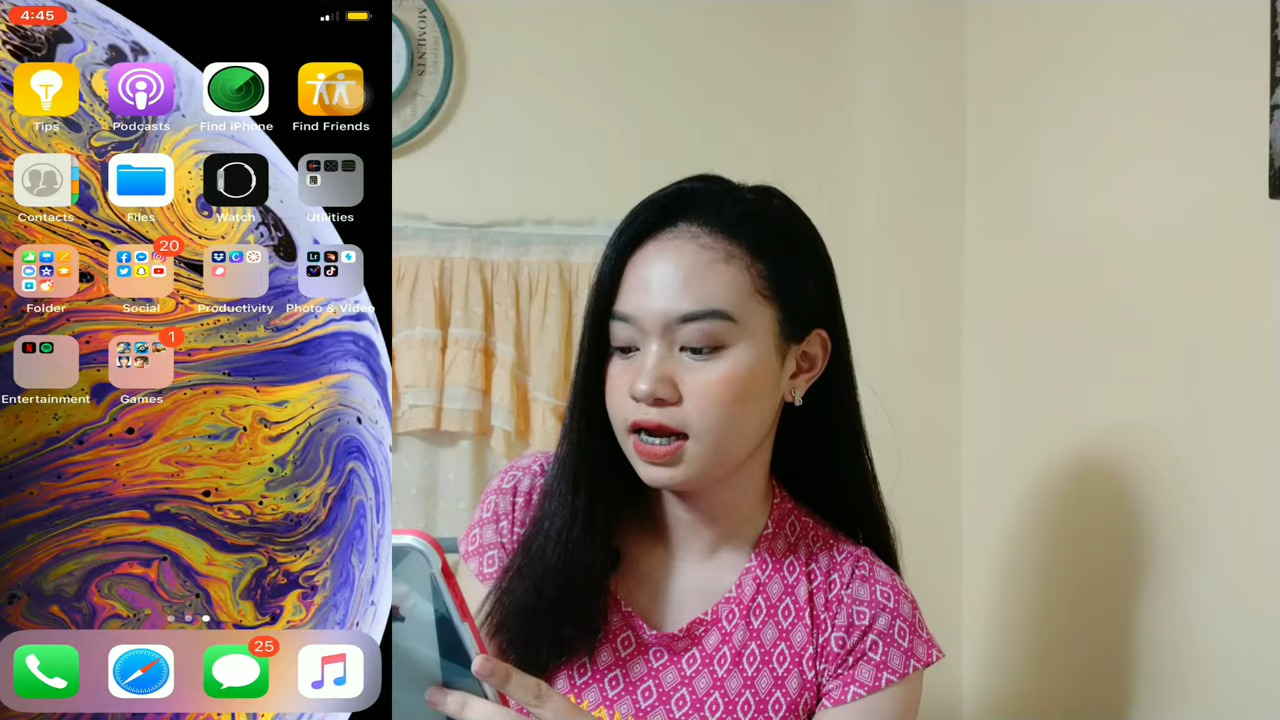 4:45
Tips Podcasts Find iPhone Find Friends
Contacts Files Watch Utilities
20
Folder Social Productivity Photo & Video
1
Entertainment Games
25
MOMENTS